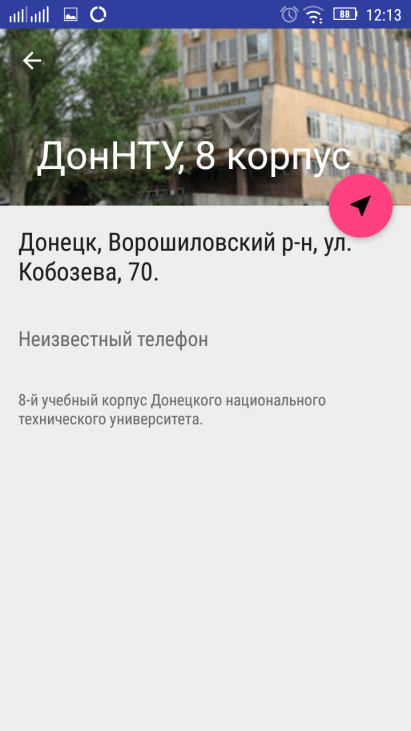 88
12:13
УНИВЕРСИТЕТ
ДонНТУ, 8 корпус
Донецк, Ворошиловский р-н, ул.
Кобозева, 70.
Неизвестный телефон
8-й учебный корпус Донецкого национального
технического университета.